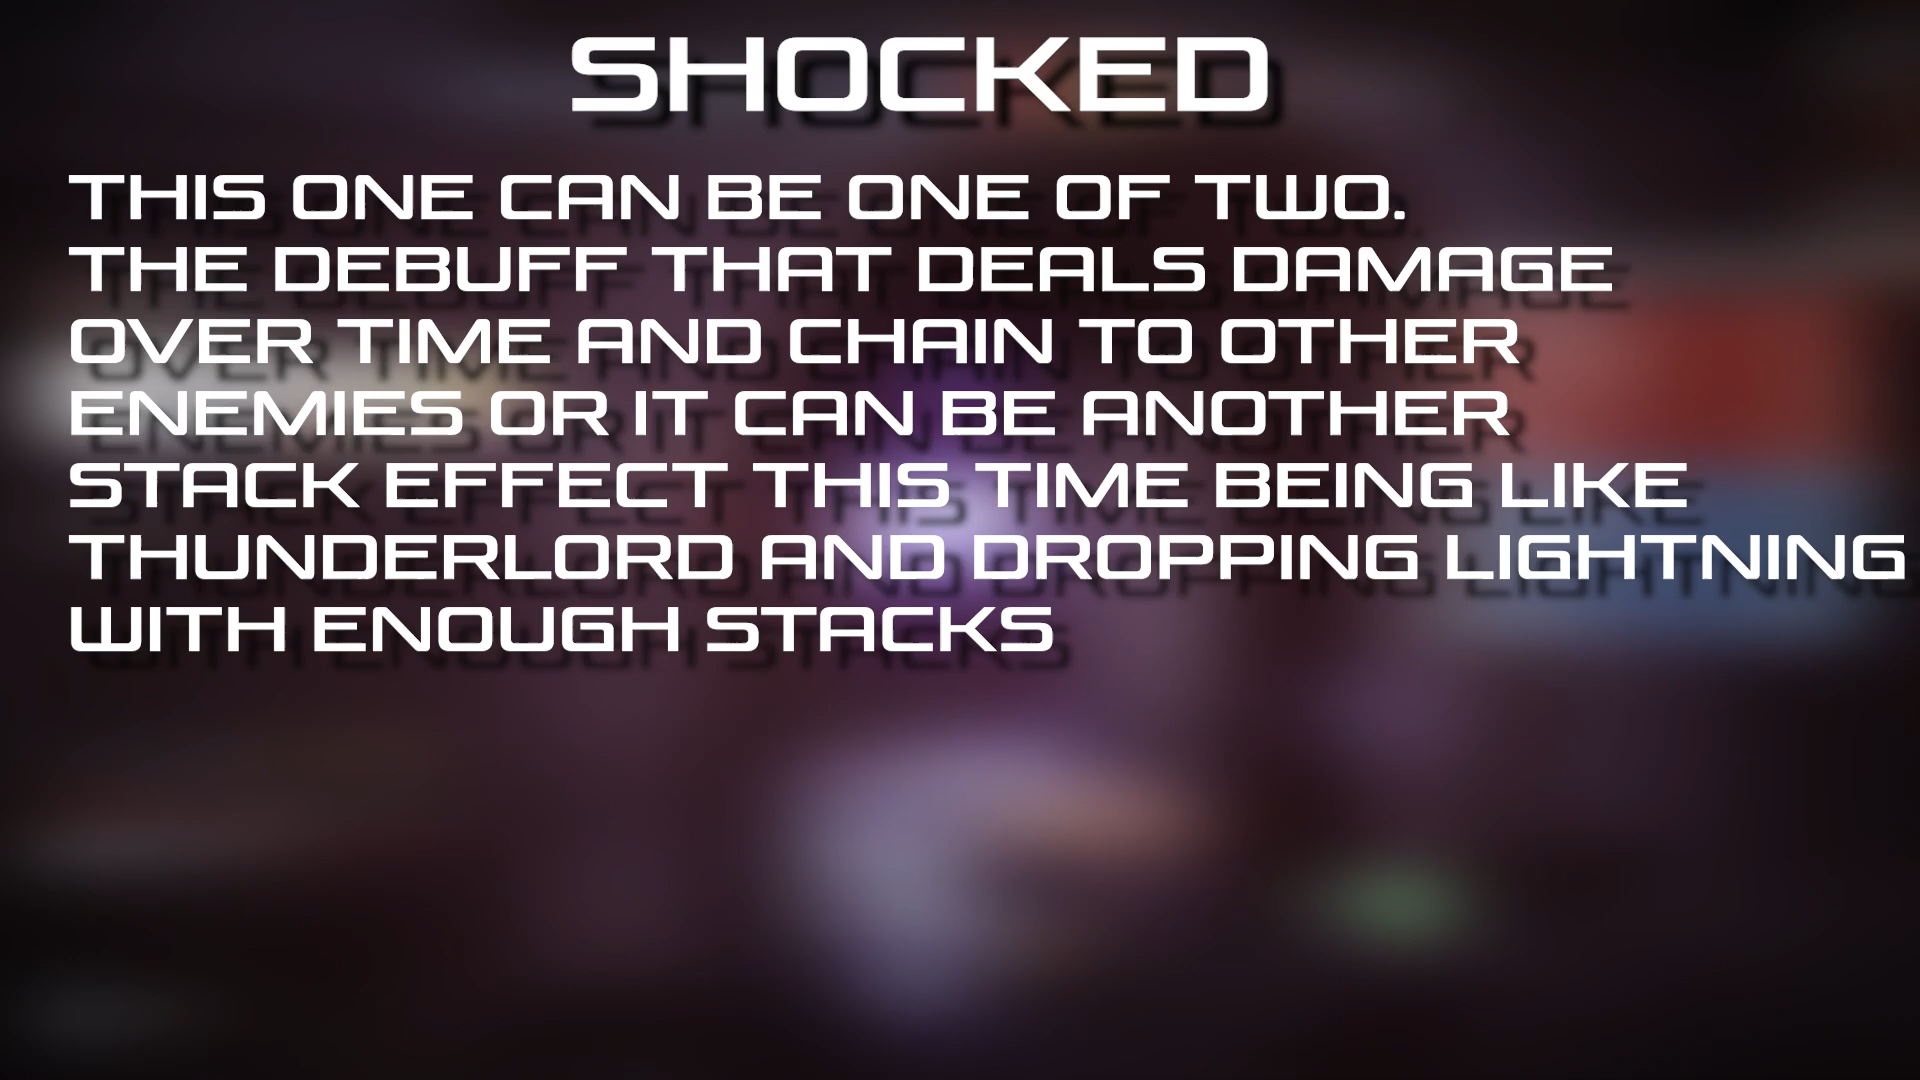 SHOCKED
THIS ONE CAN BE ONE OF TWO.
THE DEBUFF THAT DEALS DAMAGE
OVER TIME AND CHAIN TO OTHER
ENEMIES OR IT CAN BE ANOTHER
STACK EFFECT THIS TIME BEING LIKE
THUNDERLORD AND DROPPING LIGHTNING
WITH ENOUGH STACKS